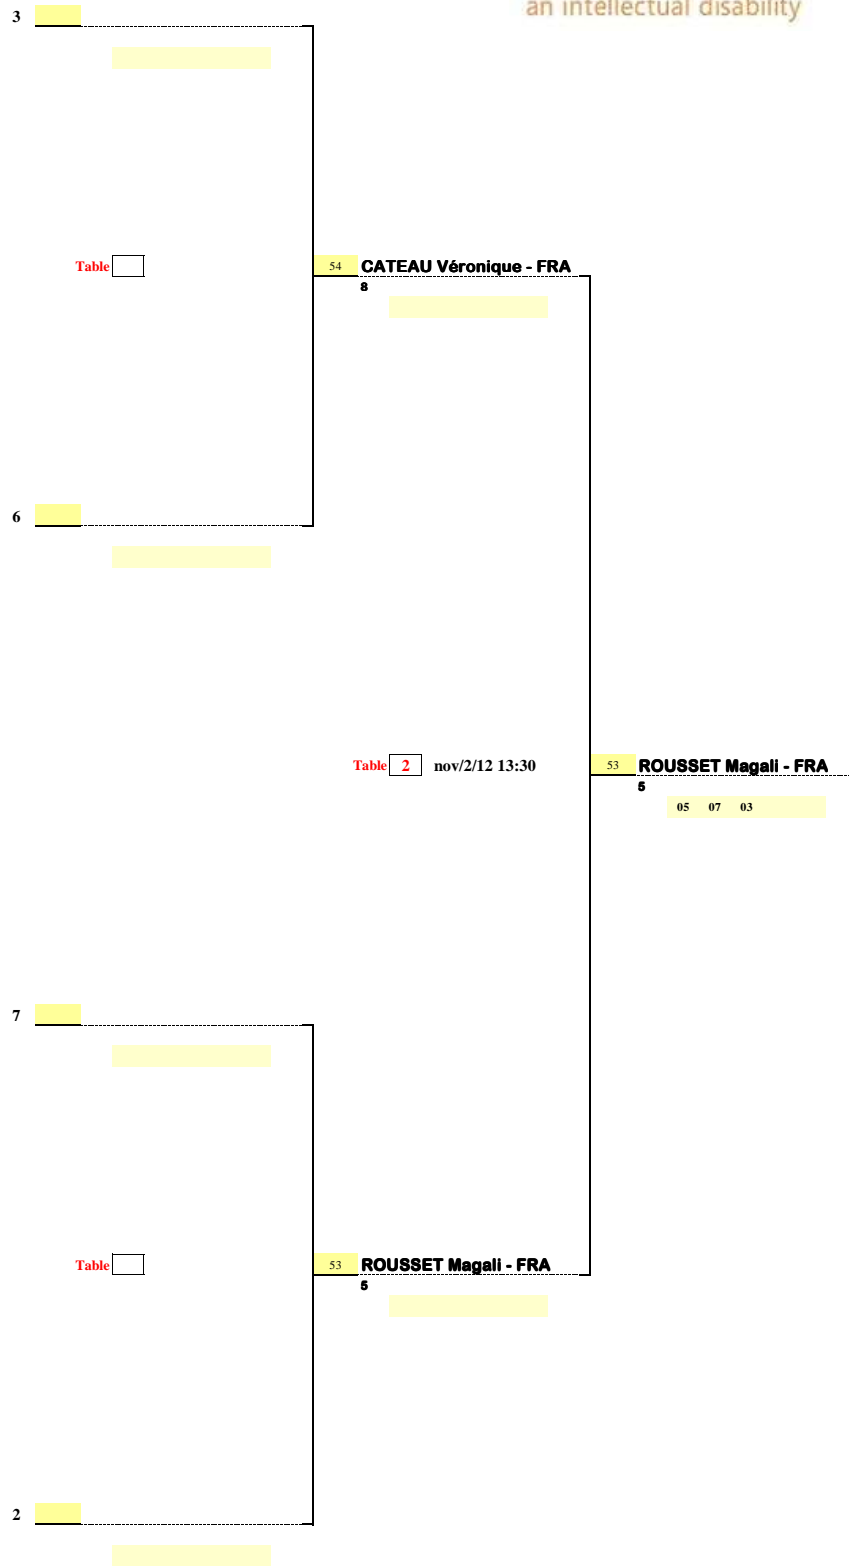 an intellectual disability
3
Table
54 CATEAU Véronique - FRA
8
6
Table 2 nov/2/12 13:30
53 ROUSSET Magali - FRA
5
05 07 03
7
Table
53 ROUSSET Magali - FRA
5
2